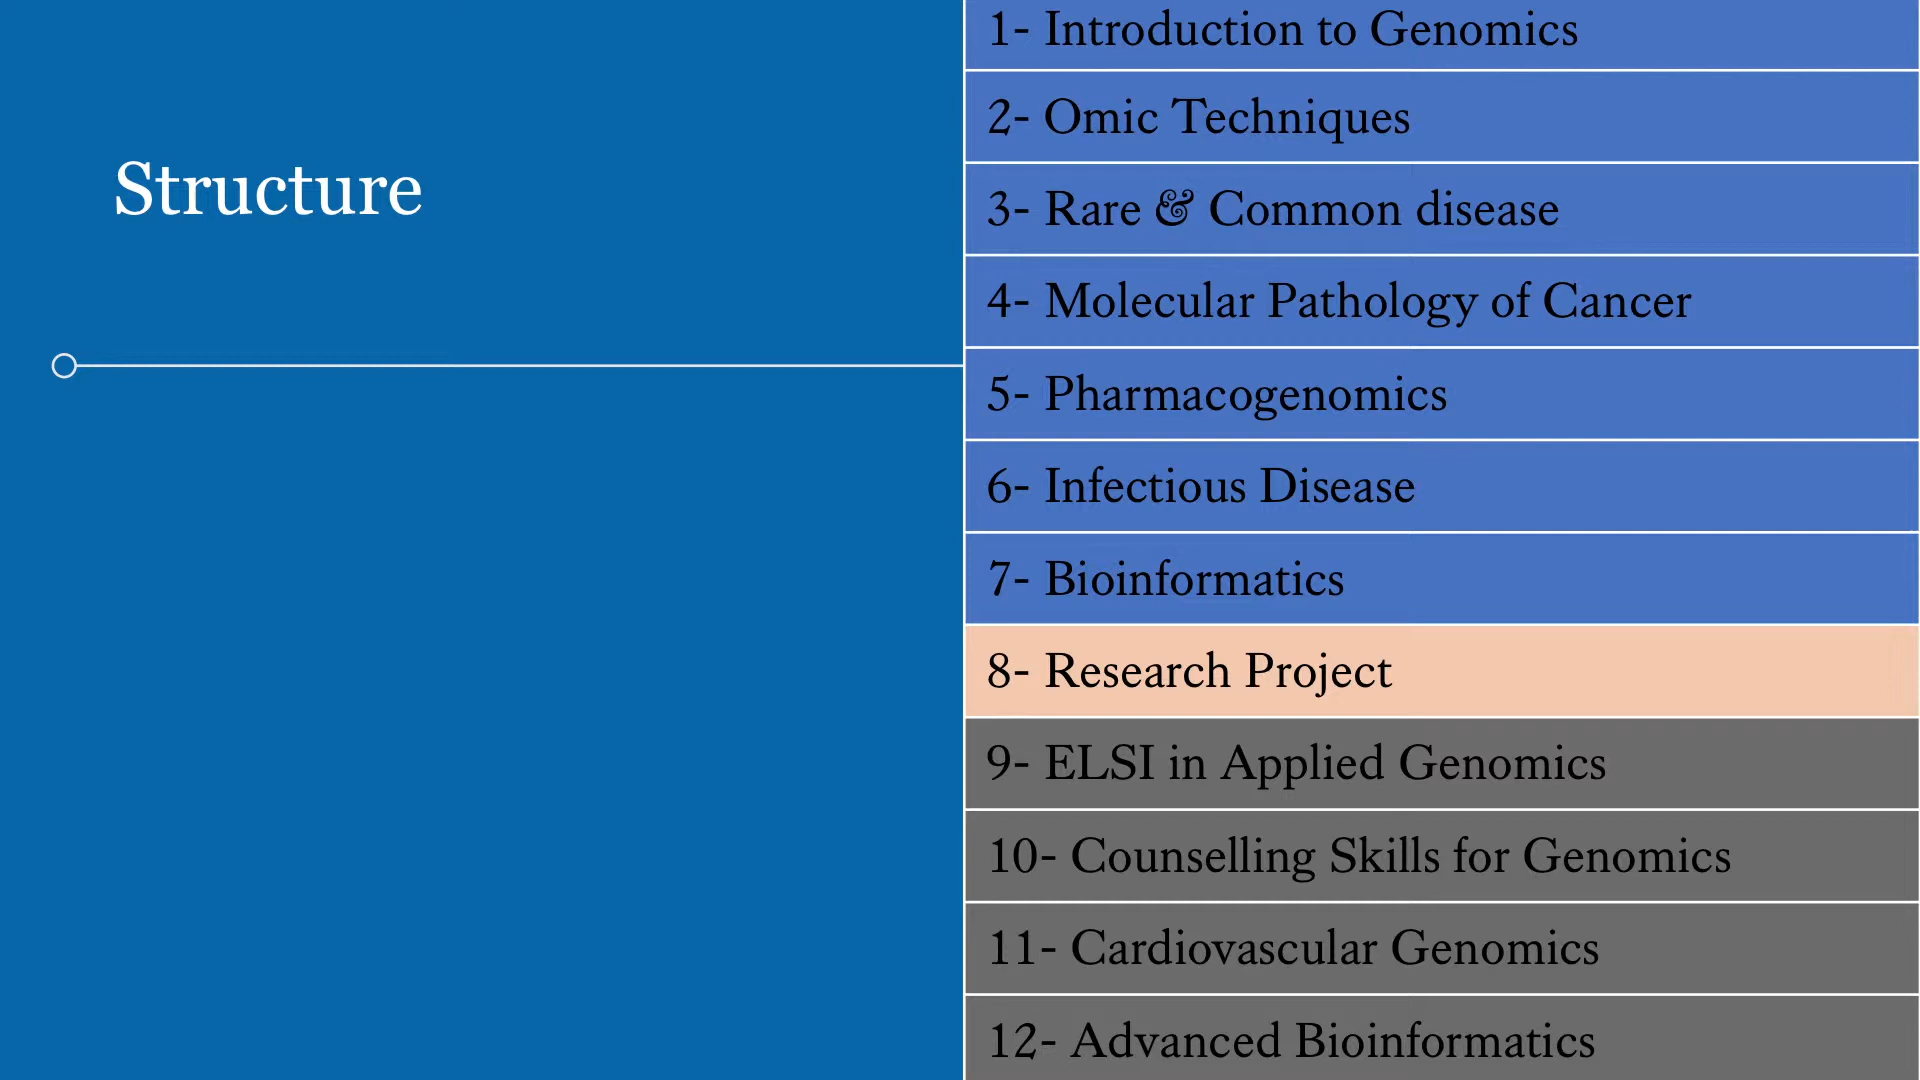 Structure
1- Introduction to Genomics
2- Omic Techniques
3- Rare & Common disease
4- Molecular Pathology of Cancer
5- Pharmacogenomics
6- Infectious Disease
7- Bioinformatics
8- Research Project
9- ELSI in Applied Genomics
10- Counselling Skills for Genomics
11- Cardiovascular Genomics
12- Advanced Bioinformatics